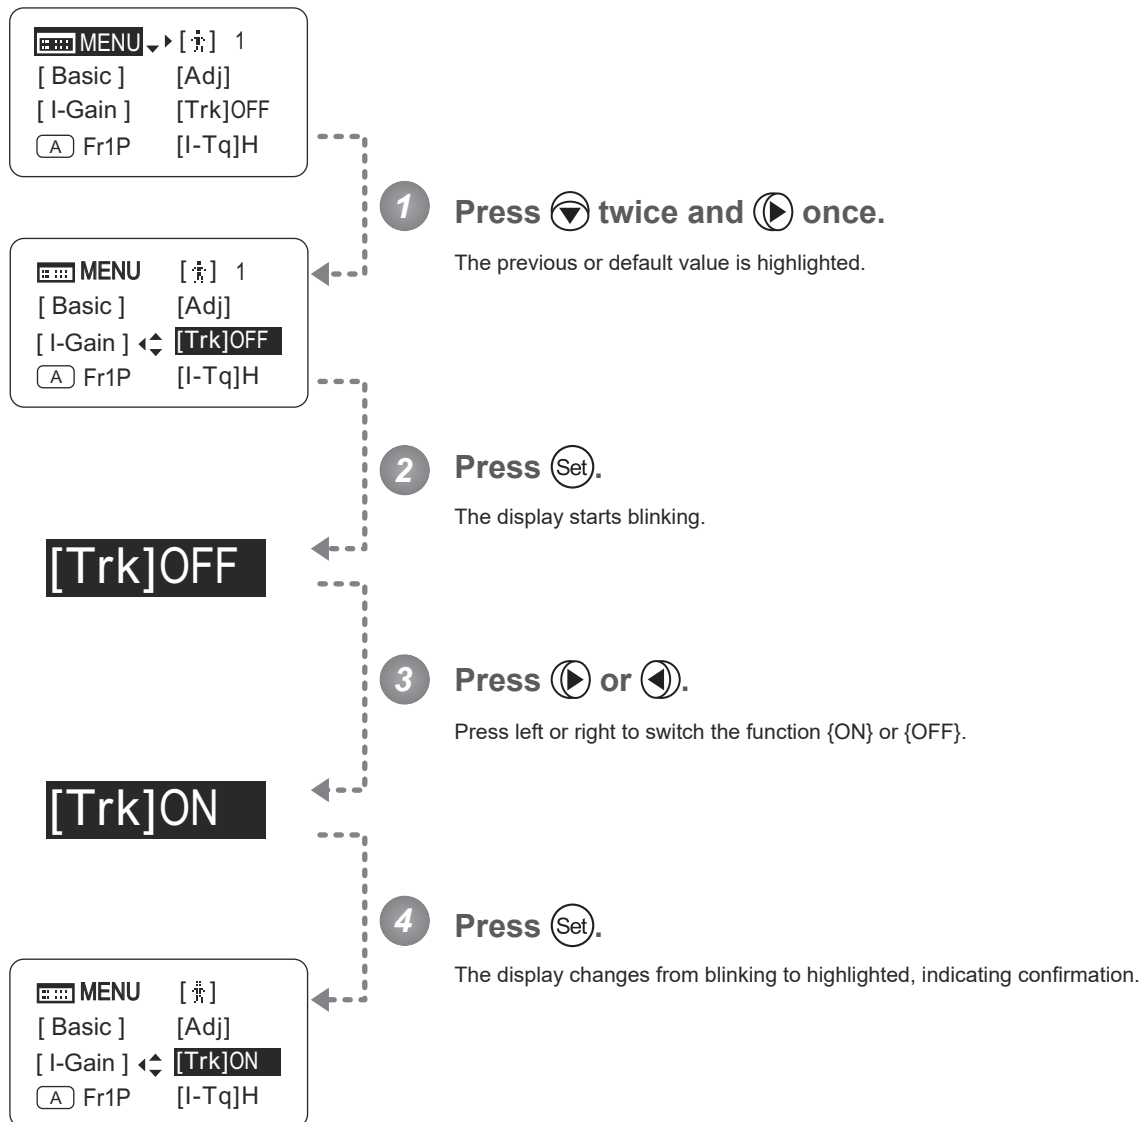 MENU [ ] 1
[ Basic ] [Adj]
[ I-Gain ] [Trk]OFF
A Fr1P [I-Tq]H
1 Press twice and once.
The previous or default value is highlighted.
MENU [ ] 1
[ Basic ] [Adj]
[ I-Gain ] [Trk]OFF
A Fr1P [I-Tq]H
2 Press Set.
The display starts blinking.
[Trk]OFF
3 Press or .
Press left or right to switch the function {ON} or {OFF}.
[Trk]ON
4 Press Set.
The display changes from blinking to highlighted, indicating confirmation.
MENU [ ]
[ Basic ] [Adj]
[ I-Gain ] [Trk]ON
A Fr1P [I-Tq]H